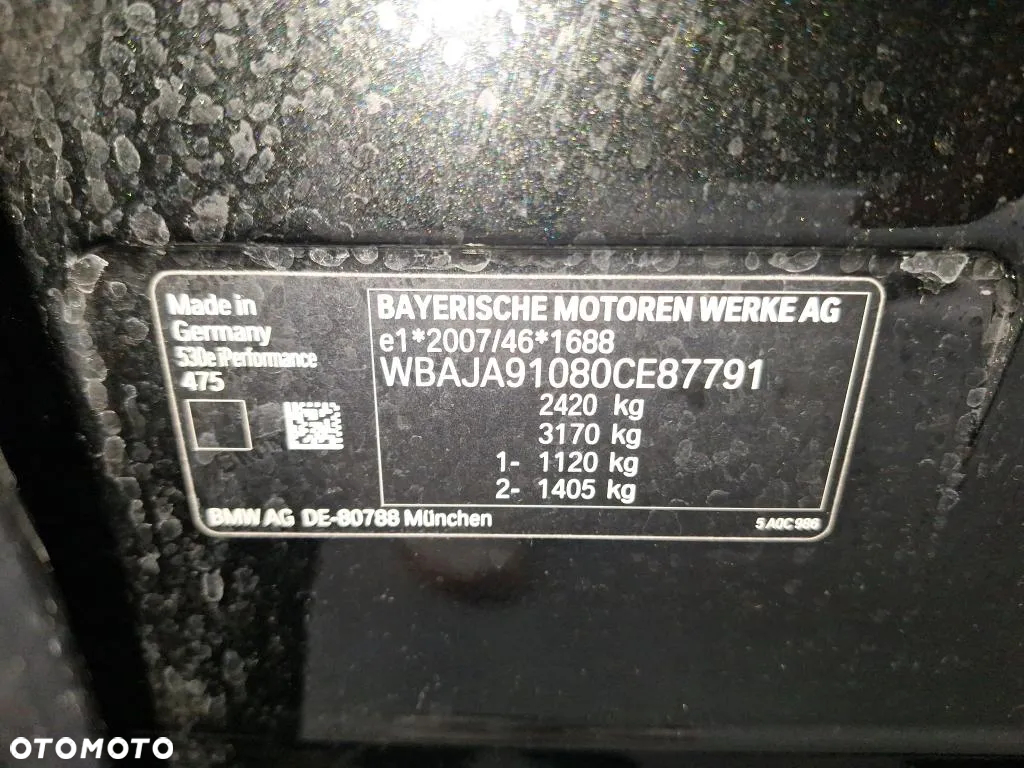 Made in
Germany
530e iPerformance
475
BAYERISCHE MOTOREN WERKE AG
e1*2007/46*1688
WBAJA91080CE87791
2420 kg
3170 kg
1- 1120 kg
2- 1405 kg
BMW AG DE-80788 München
5 A0C 986
OTOMOTO